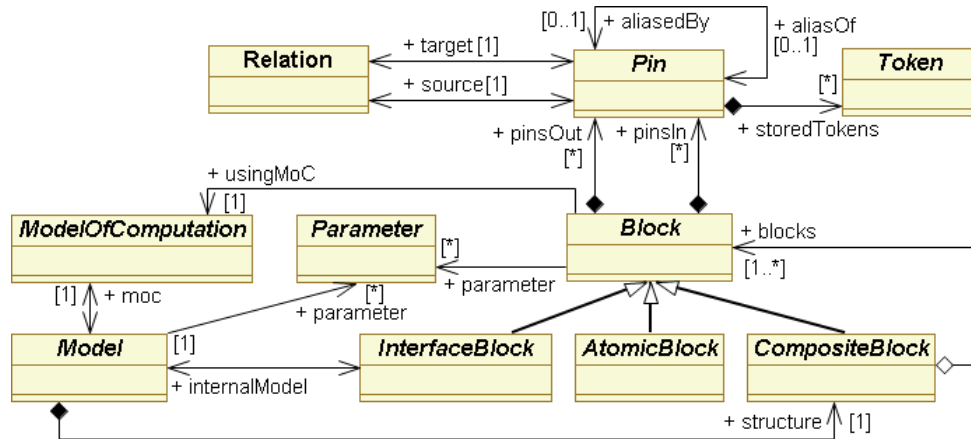 [0..1]
+ aliasedBy
+ aliasOf
[0..1]
Relation
+ target[1]
+ source[1]
Pin
Token
[*]
+ storedTokens
+ pinsOut
[*]
+ pinsIn
[*]
+ usingMoC
[1]
ModelOfComputation
Parameter
Block
+ blocks
[1..*]
[*]
+ parameter
[1]
+ moc
[*]
+ parameter
Model
[1]
+ internalModel
InterfaceBlock
AtomicBlock
CompositeBlock
+ structure
[1]